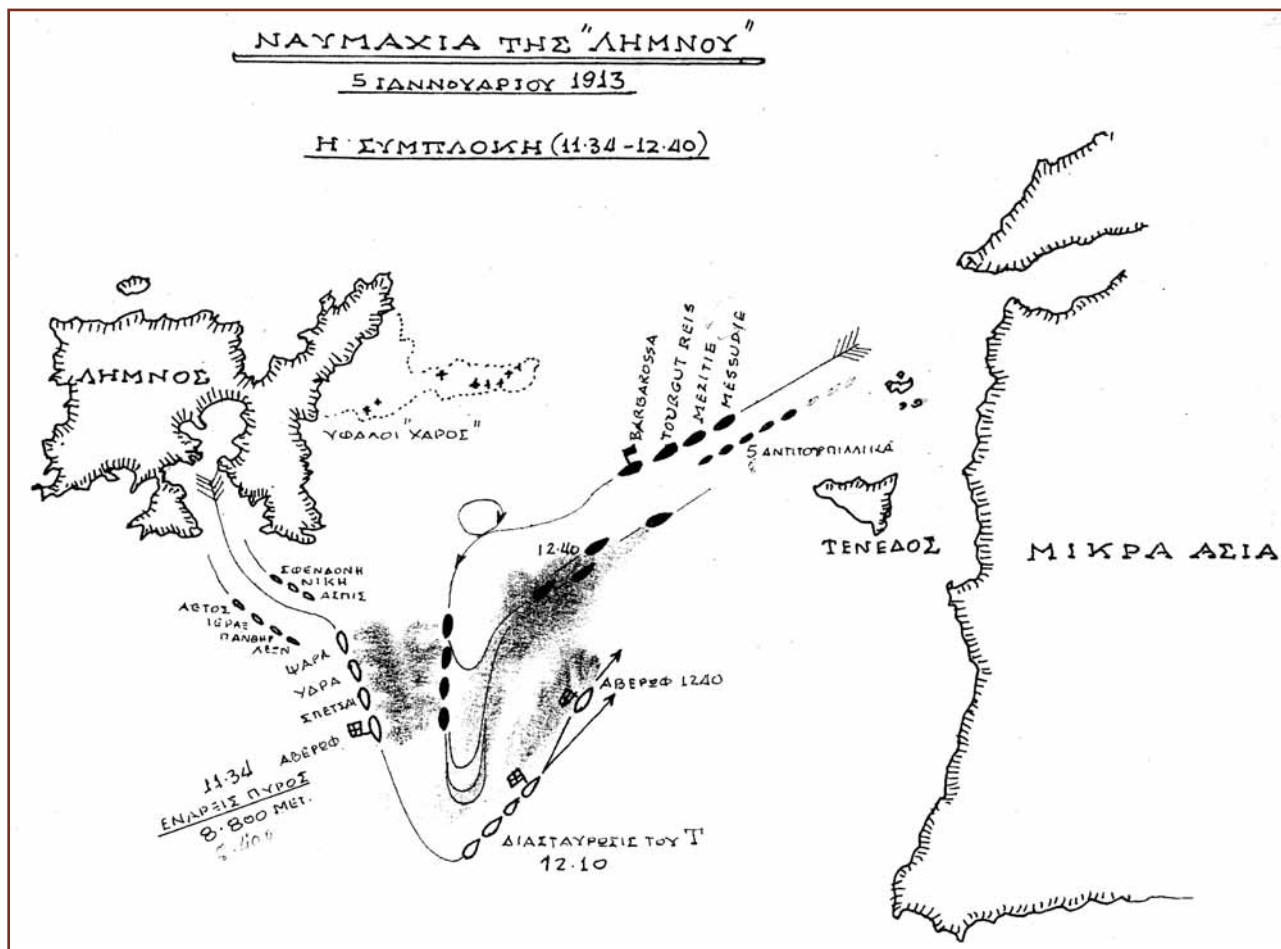 ΝΑΥΜΑΧΙΑ ΤΗΣ "ΛΗΜΝΟΥ"
5 ΙΑΝΝΟΥΑΡΙΟΥ 1913
Η ΣΥΜΠΛΟΚΗ (11·34 - 12·40)
ΛΗΜΝΟΣ
ΥΦΑΛΟΙ "ΧΑΡΟΣ"
BARBAROSSA
TOURGUT REIS
MEZITIE
MESSUDIE
5 ΑΝΤΙΤΟΡΠΙΛΛΙΚΑ
ΤΕΝΕΔΟΣ
ΜΙΚΡΑ ΑΣΙΑ
12·40
ΣΦΕΝΔΟΝΗ
ΝΙΚΗ
ΑΣΠΙΣ
ΑΕΤΟΣ
ΙΕΡΑΞ
ΠΑΝΘΗΡ
ΛΕΩΝ
ΨΑΡΑ
ΥΔΡΑ
ΣΠΕΤΣΑΙ
11·34 ΑΒΕΡΩΦ
ΕΝΑΡΞΙΣ ΠΥΡΟΣ
8·800 ΜΕΤ.
ΑΒΕΡΩΦ 1240
ΔΙΑΣΤΑΥΡΩΣΙΣ ΤΟΥ Τ
12·10